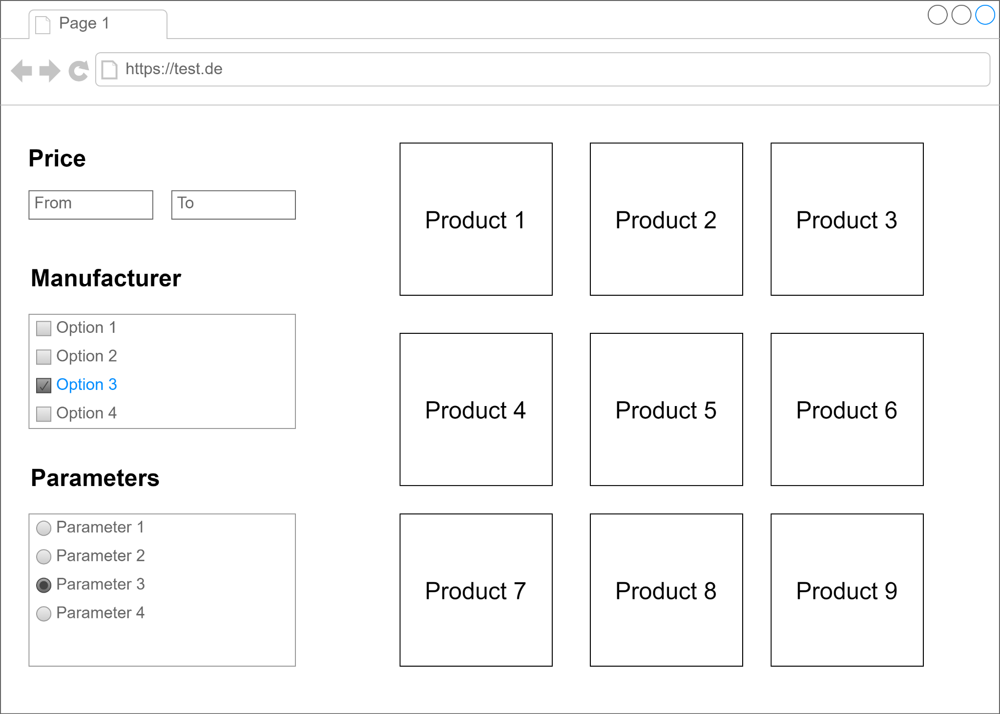 Page 1
https://test.de
Price
From
To
Manufacturer
Option 1
Option 2
Option 3
Option 4
Parameters
Parameter 1
Parameter 2
Parameter 3
Parameter 4
Product 1
Product 2
Product 3
Product 4
Product 5
Product 6
Product 7
Product 8
Product 9